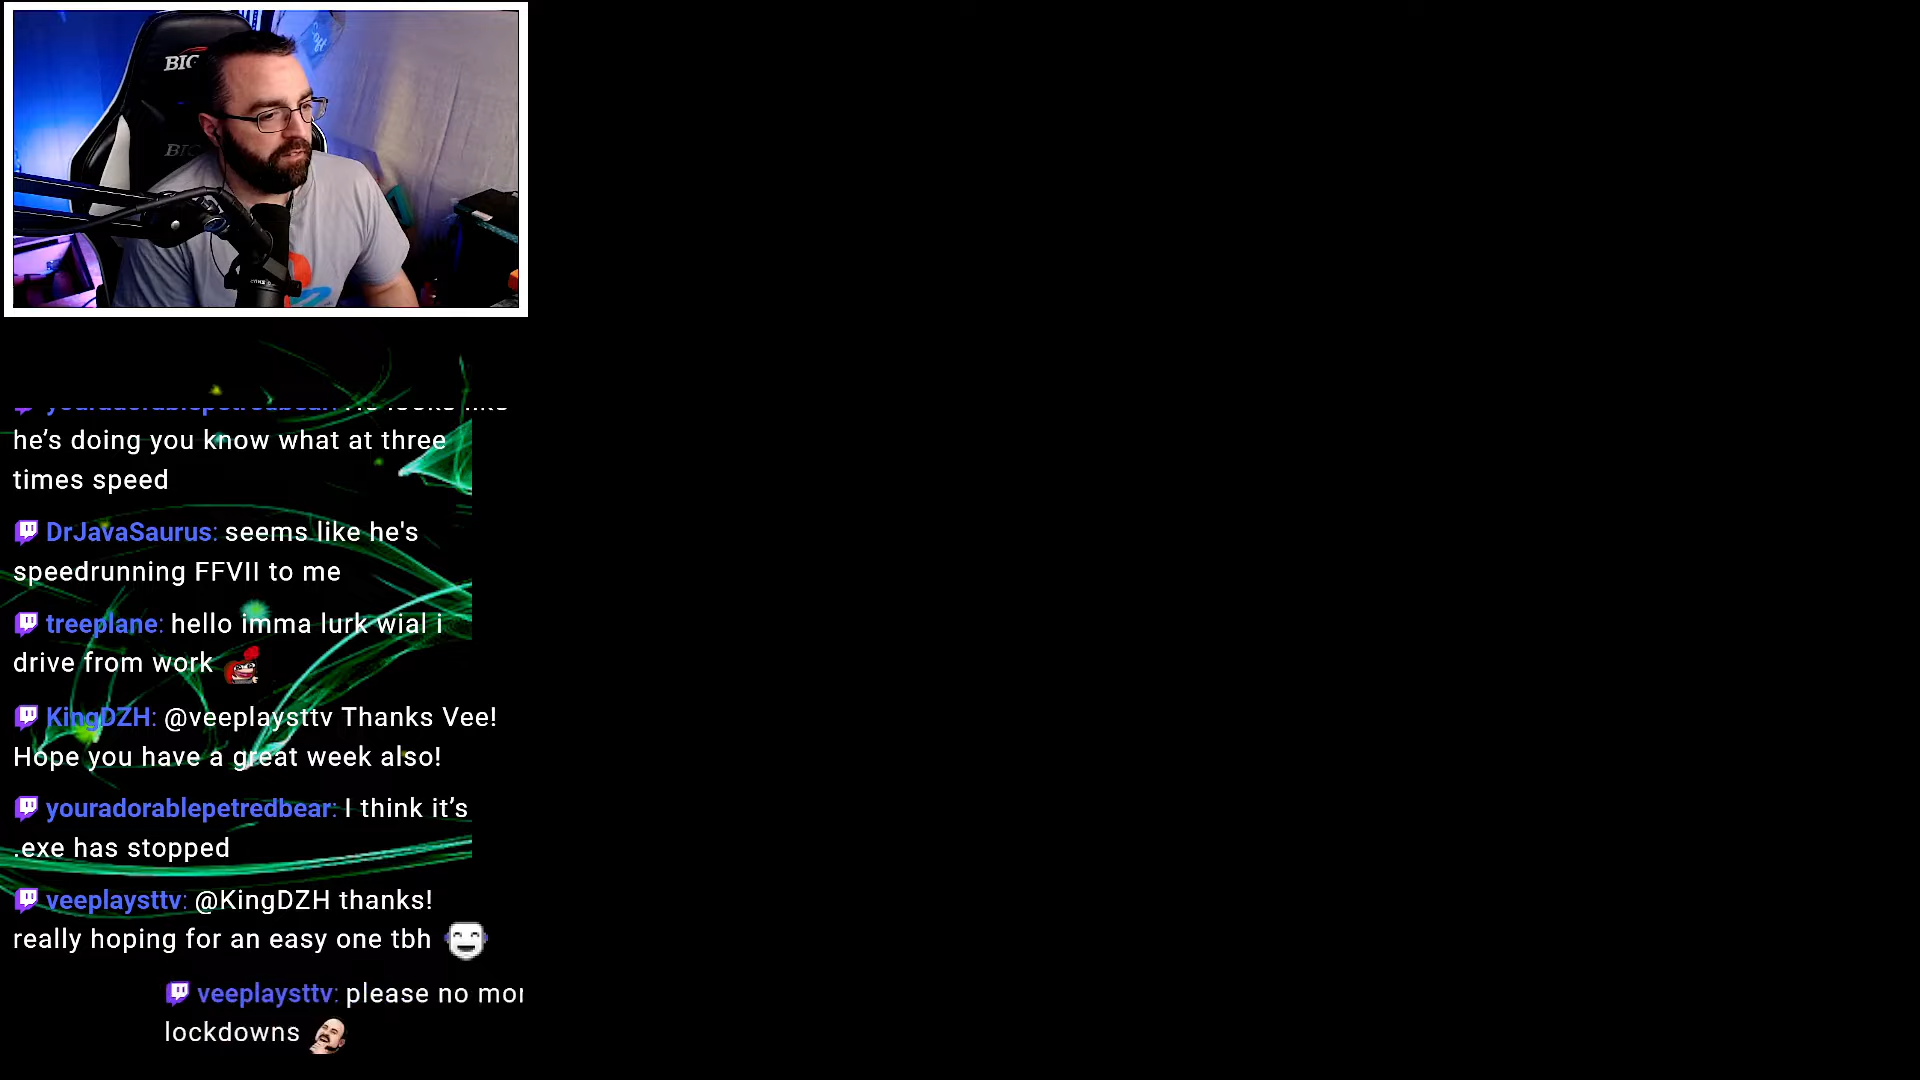 BIG
BIG
he’s doing you know what at three
times speed
DrJavaSaurus: seems like he's
speedrunning FFVII to me
treeplane: hello imma lurk wial i
drive from work
KingDZH: @veeplaysttv Thanks Vee!
Hope you have a great week also!
youradorablepetredbear: I think it’s
.exe has stopped
veeplaysttv: @KingDZH thanks!
really hoping for an easy one tbh
veeplaysttv: please no mor
lockdowns